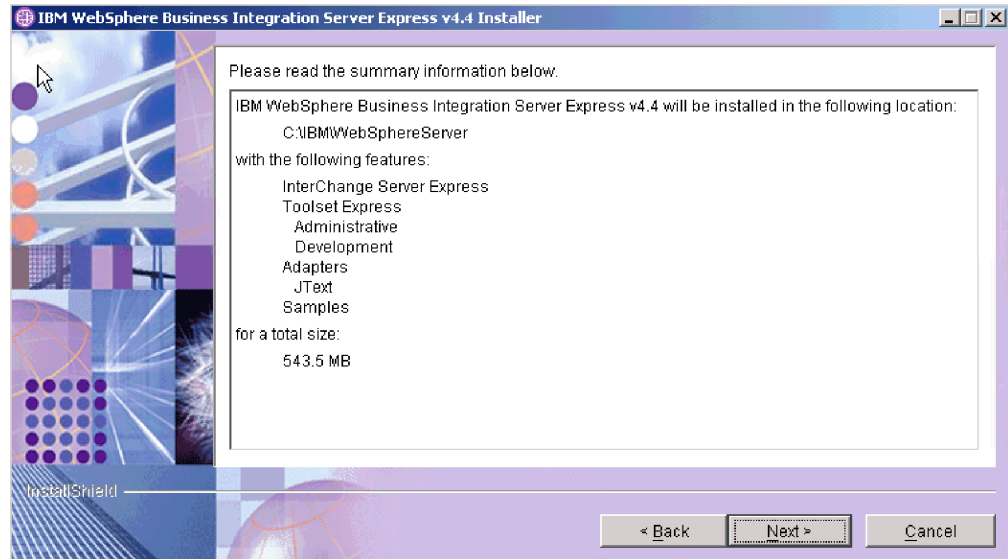 IBM WebSphere Business Integration Server Express v4.4 Installer
Please read the summary information below.
IBM WebSphere Business Integration Server Express v4.4 will be installed in the following location:
C:\IBM\WebSphereServer
with the following features:
InterChange Server Express
Toolset Express
Administrative
Development
Adapters
JText
Samples
for a total size:
543.5 MB
InstallShield
< Back
Next >
Cancel